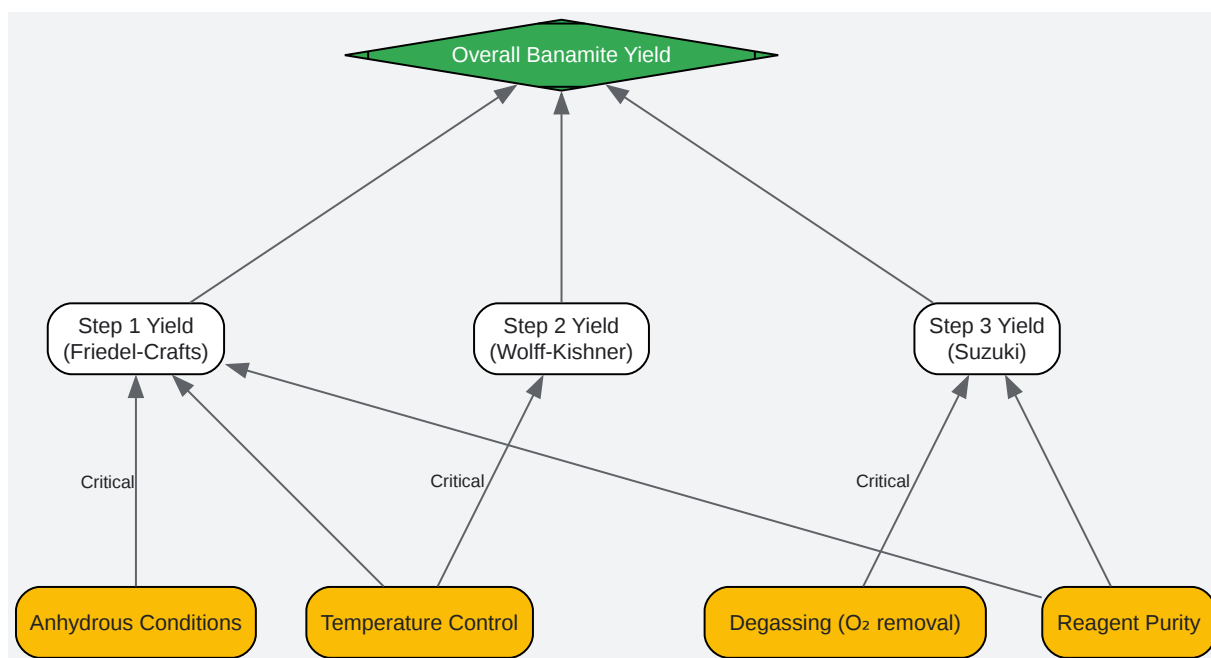 Overall Banamite Yield
Step 1 Yield
(Friedel-Crafts)
Step 2 Yield
(Wolff-Kishner)
Step 3 Yield
(Suzuki)
Critical
Critical
Critical
Anhydrous Conditions
Temperature Control
Degassing (O₂ removal)
Reagent Purity